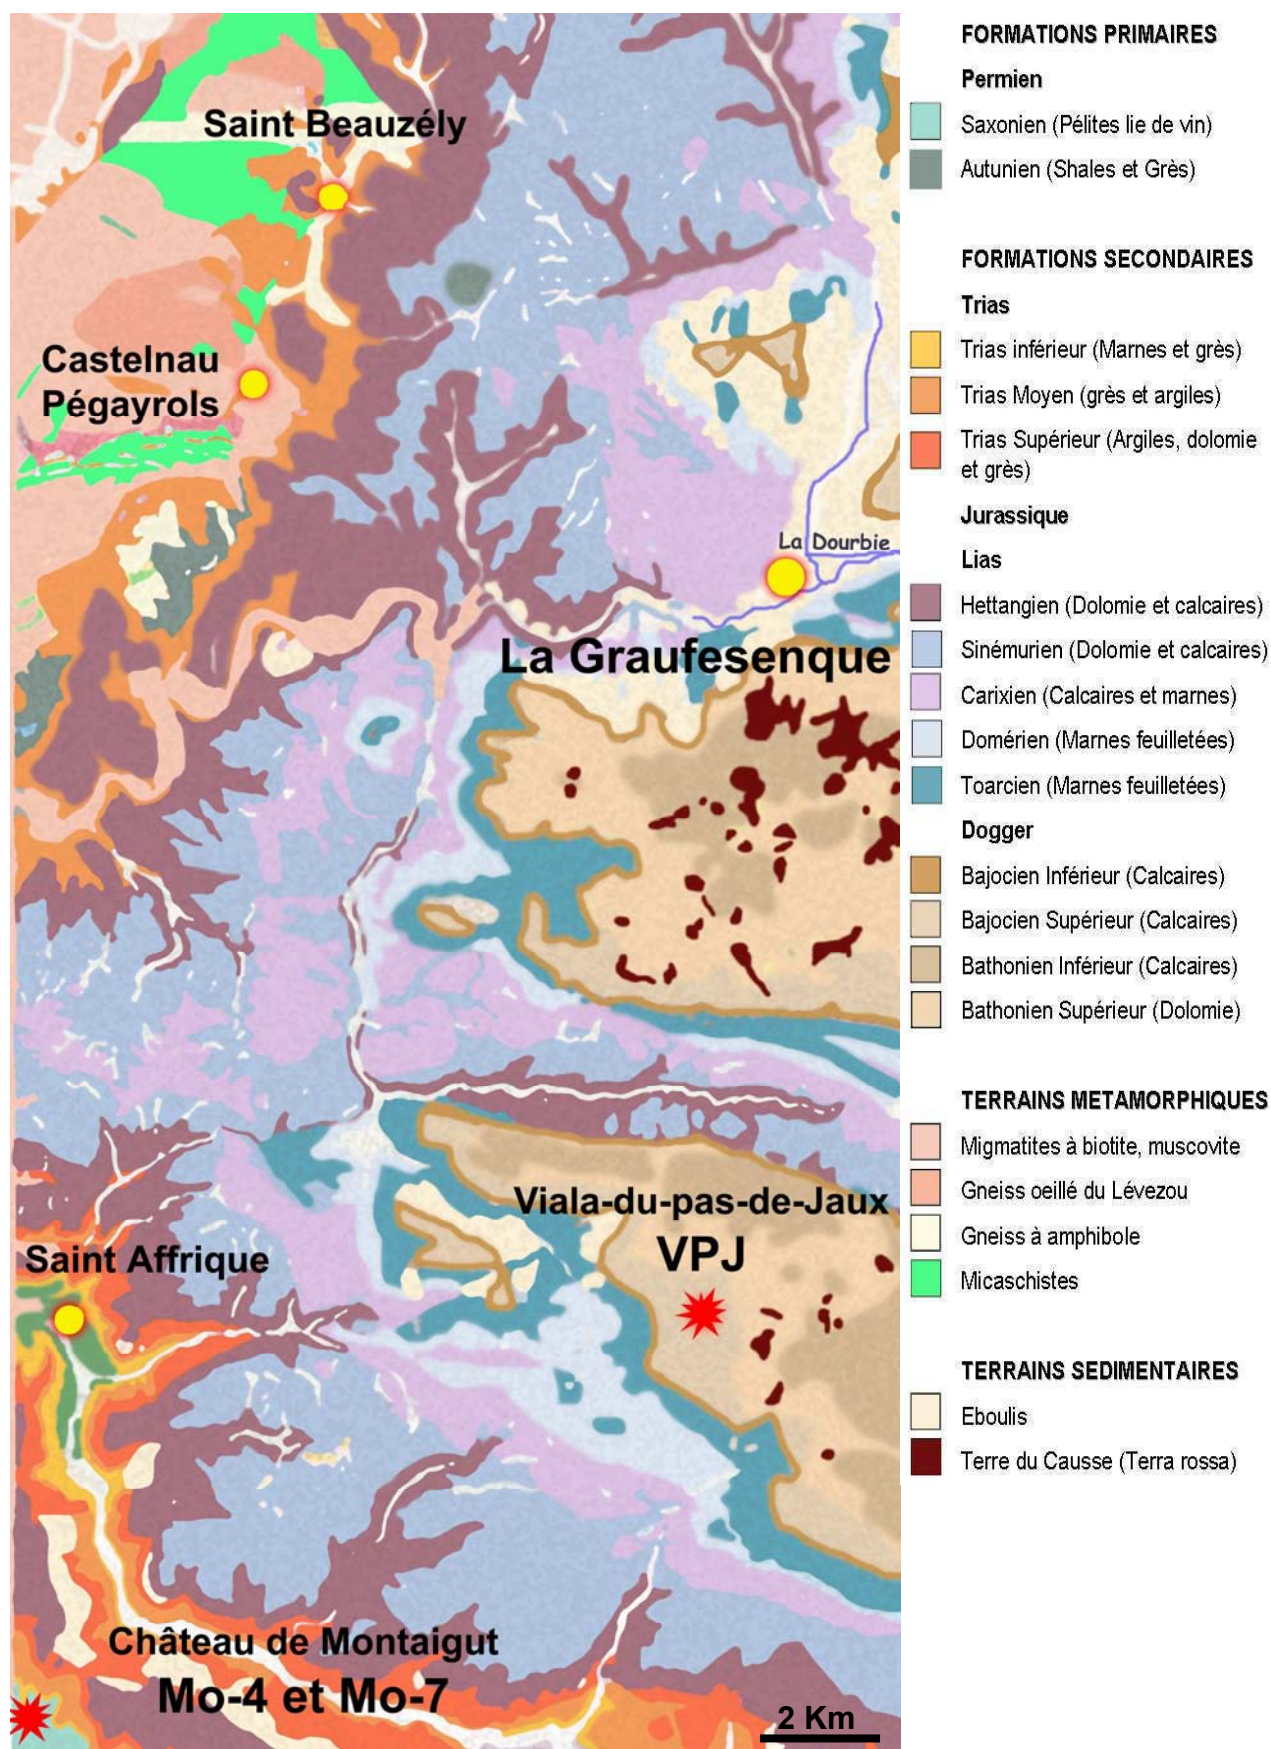 Saint Beauzély
Castelnau
Pégayrols
La Dourbie
La Graufesenque
Viala-du-pas-de-Jaux
VPJ
Saint Affrique
Château de Montaigut
Mo-4 et Mo-7
2 Km
FORMATIONS PRIMAIRES
Permien
Saxonien (Pélites lie de vin)
Autunien (Shales et Grès)
FORMATIONS SECONDAIRES
Trias
Trias inférieur (Marnes et grès)
Trias Moyen (grès et argiles)
Trias Supérieur (Argiles, dolomie
et grès)
Jurassique
Lias
Hettangien (Dolomie et calcaires)
Sinémurien (Dolomie et calcaires)
Carixien (Calcaires et marnes)
Domérien (Marnes feuilletées)
Toarcien (Marnes feuilletées)
Dogger
Bajocien Inférieur (Calcaires)
Bajocien Supérieur (Calcaires)
Bathonien Inférieur (Calcaires)
Bathonien Supérieur (Dolomie)
TERRAINS METAMORPHIQUES
Migmatites à biotite, muscovite
Gneiss oeillé du Lévezou
Gneiss à amphibole
Micaschistes
TERRAINS SEDIMENTAIRES
Eboulis
Terre du Causse (Terra rossa)